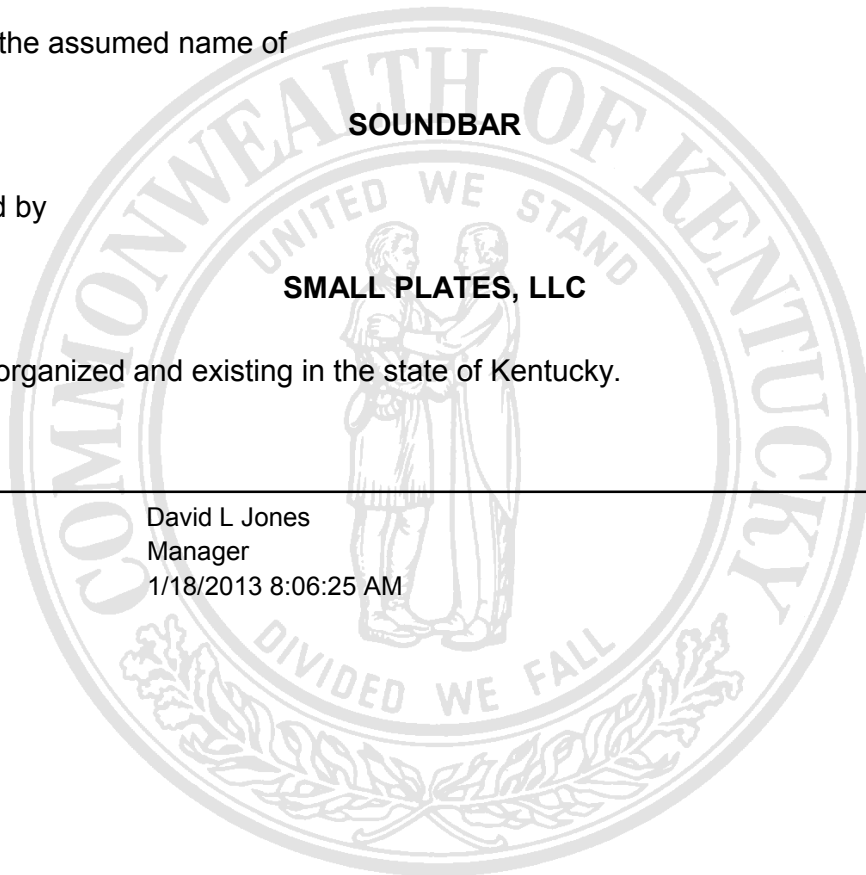 the assumed name of
SOUNDBAR
d by
SMALL PLATES, LLC
organized and existing in the state of Kentucky.
David L Jones
Manager
1/18/2013 8:06:25 AM
COMMONWEALTH OF KENTUCKY
UNITED WE STAND
DIVIDED WE FALL